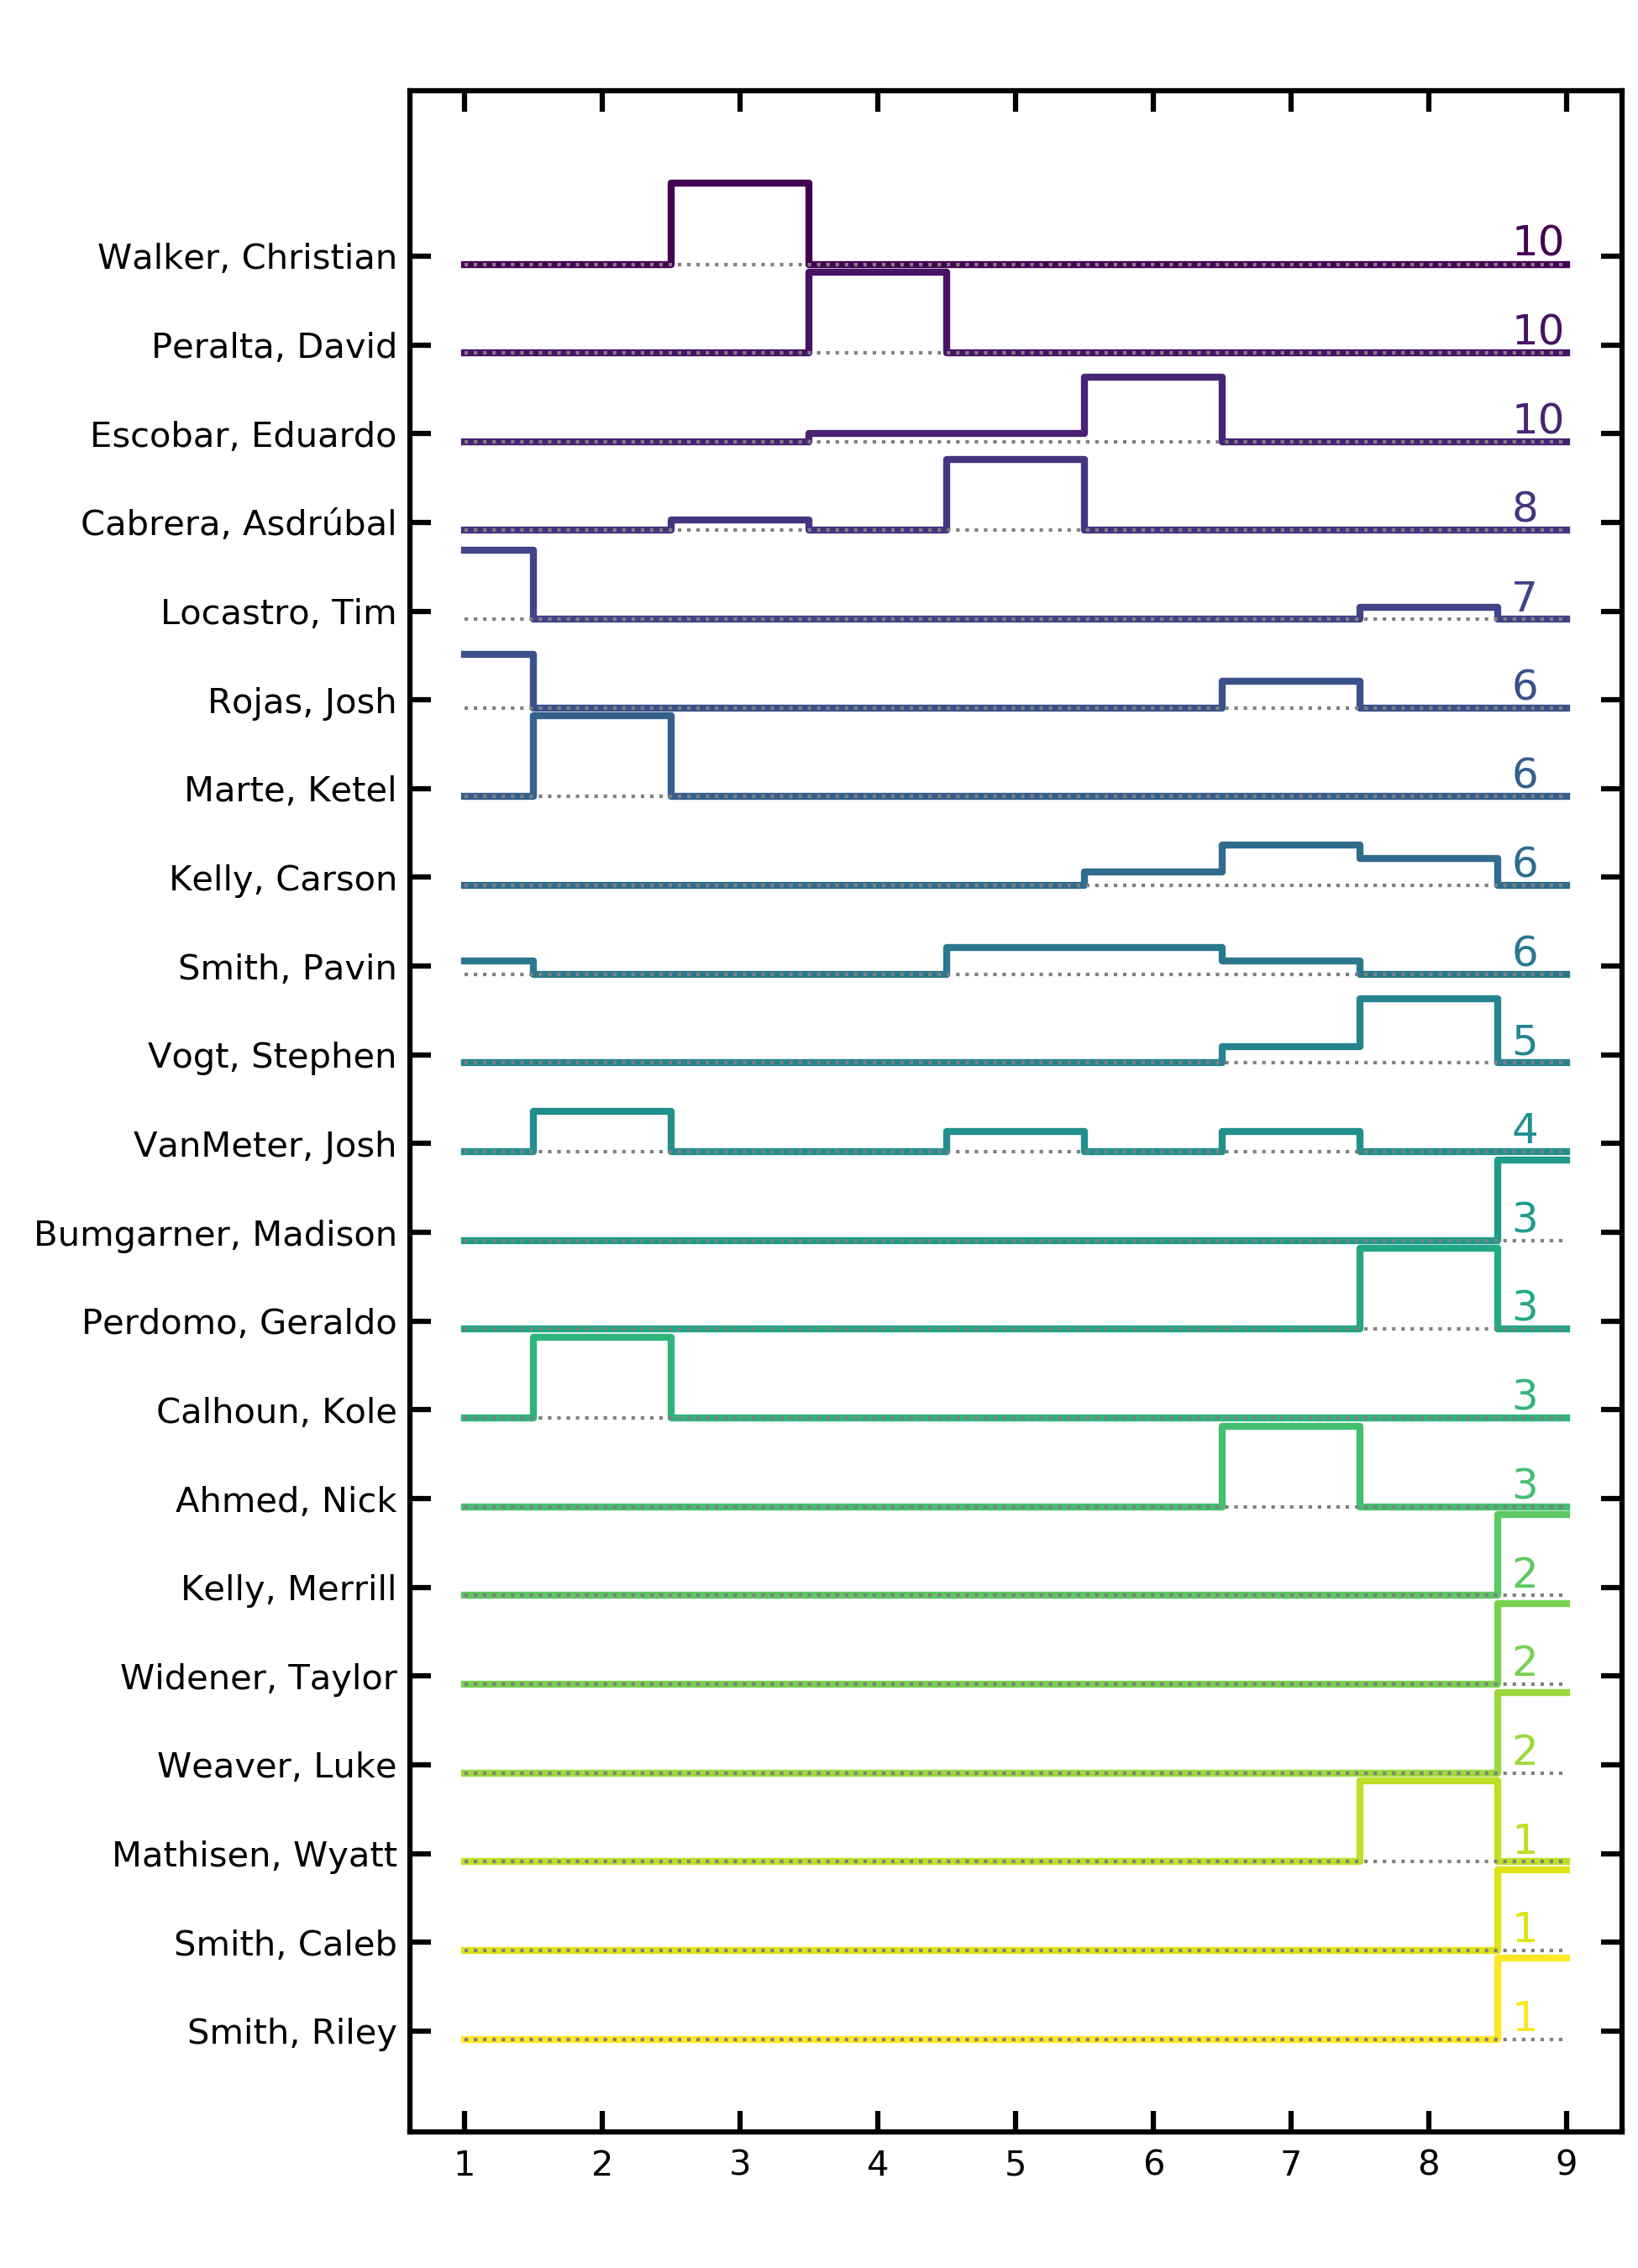 Walker, Christian 10
Peralta, David 10
Escobar, Eduardo 10
Cabrera, Asdrúbal 8
Locastro, Tim 7
Rojas, Josh 6
Marte, Ketel 6
Kelly, Carson 6
Smith, Pavin 6
Vogt, Stephen 5
VanMeter, Josh 4
Bumgarner, Madison 3
Perdomo, Geraldo 3
Calhoun, Kole 3
Ahmed, Nick 3
Kelly, Merrill 2
Widener, Taylor 2
Weaver, Luke 2
Mathisen, Wyatt 1
Smith, Caleb 1
Smith, Riley 1
1 2 3 4 5 6 7 8 9